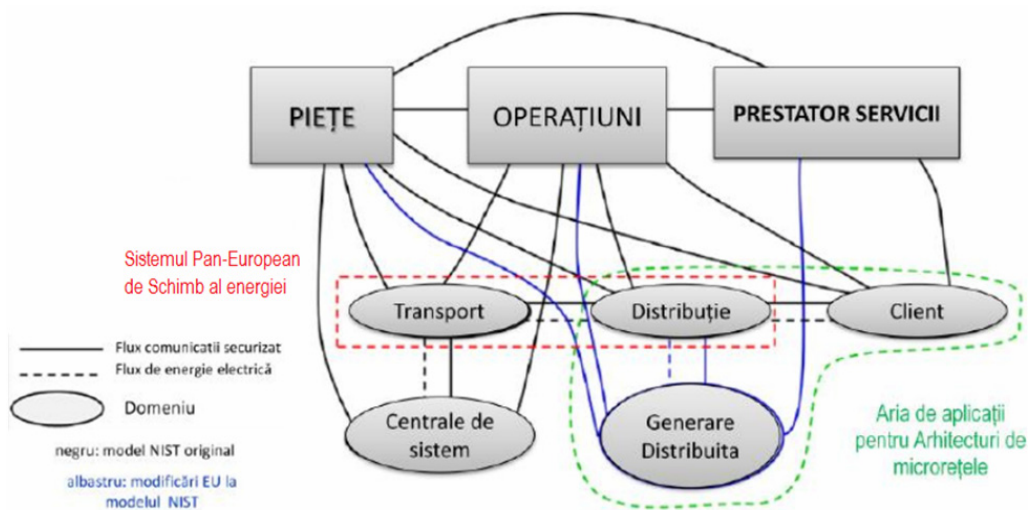 PIEȚE
OPERAȚIUNI
PRESTATOR SERVICII
Sistemul Pan-European
de Schimb al energiei
Transport
Distribuție
Client
Flux comunicatii securizat
Flux de energie electrică
Domeniu
Centrale de
sistem
Generare
Distribuita
Aria de aplicații
pentru Arhitecturi de
microrețele
negru: model NIST original
albastru: modificări EU la
modelul NIST